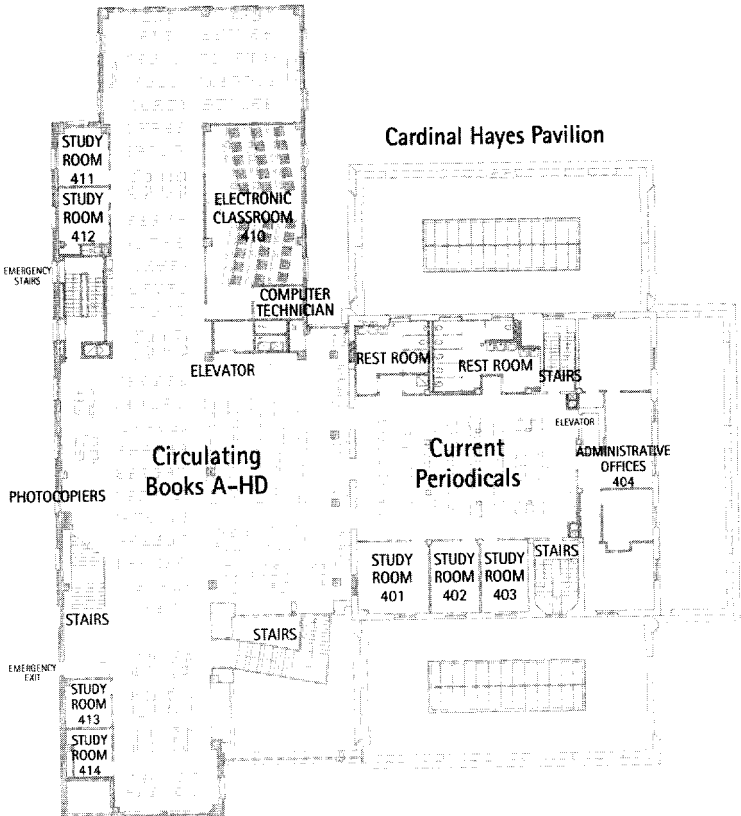 Cardinal Hayes Pavilion
STUDY
ROOM
411
STUDY
ROOM
412
ELECTRONIC
CLASSROOM
410
EMERGENCY
STAIRS
COMPUTER
TECHNICIAN
ELEVATOR
REST ROOM
REST ROOM
STAIRS
ELEVATOR
Circulating
Books A-HD
Current
Periodicals
ADMINISTRATIVE
OFFICES
404
PHOTOCOPIERS
STUDY
ROOM
401
STUDY
ROOM
402
STUDY
ROOM
403
STAIRS
STAIRS
STAIRS
EMERGENCY
EXIT
STUDY
ROOM
413
STUDY
ROOM
414